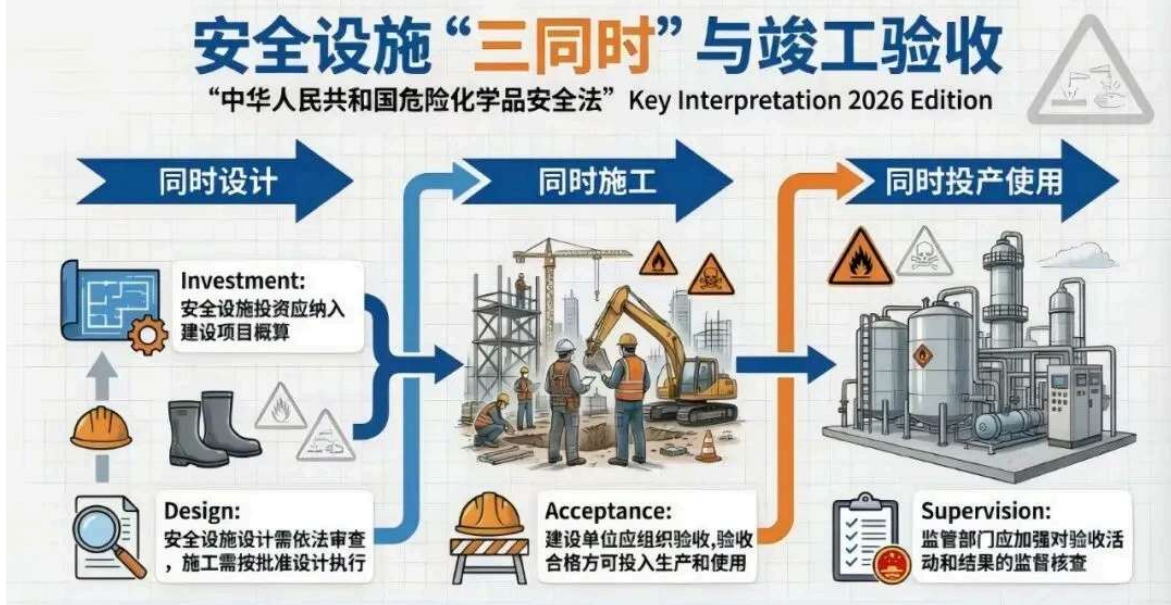 安全设施“三同时”与竣工验收
“中华人民共和国危险化学品安全法” Key Interpretation 2026 Edition
同时设计
同时施工
同时投产使用
Investment:
安全设施投资应纳入
建设项目概算
Design:
安全设施设计需依法审查
，施工需按批准设计执行
Acceptance:
建设单位应组织验收,验收
合格方可投入生产和使用
Supervision:
监管部门应加强对验收活
动和结果的监督核查